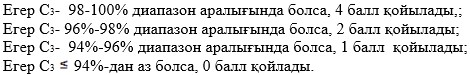 Егер С3-  98-100% диапазон аралығында болса, 4 балл қойылады,;
Егер С3- 96%-98% диапазон аралығында болса, 2 балл қойылады;
Егер С3-  94%-96% диапазон аралығында болса, 1 балл  қойылады;
Егер С3 ≤ 94%-дан аз болса, 0 балл қойлады.